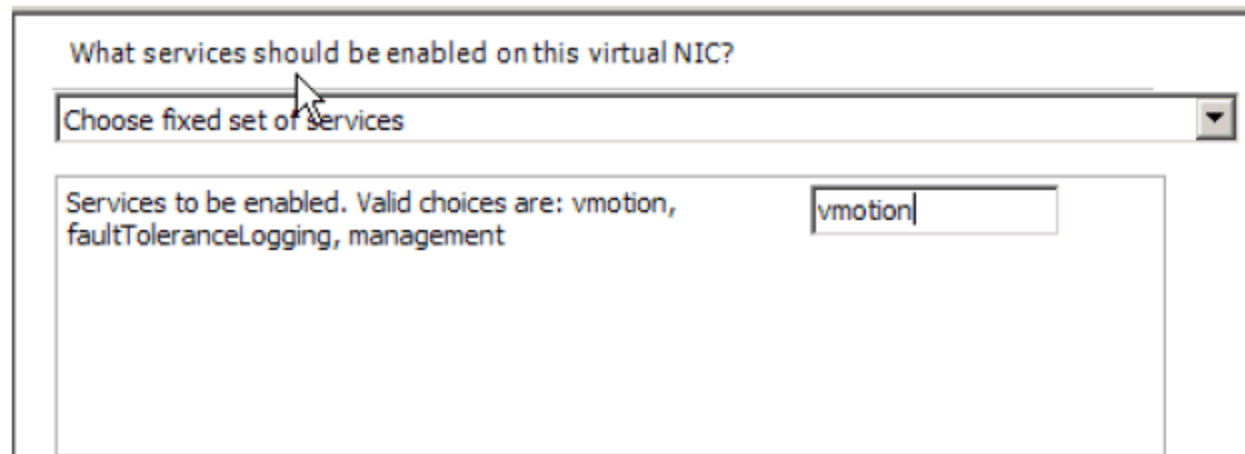 What services should be enabled on this virtual NIC?
Choose fixed set of services
Services to be enabled. Valid choices are: vmotion,
faultToleranceLogging, management
vmotion